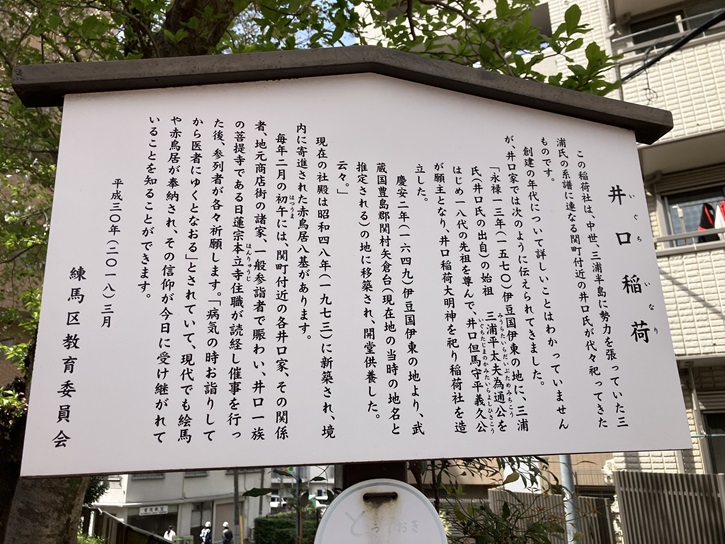 井口稲荷
いぐちいなり
この稲荷社は、中世、三浦半島に勢力を張っていた三
浦氏の系譜に連なる関町付近の井口氏が代々祀ってきた
ものです。
創建の年代について詳しいことはわかっていません
が、井口家では次のように伝えられてきました。
「永禄一三年(一五七〇)伊豆国伊東の地に、三浦
氏(井口氏の出自)の始祖 三浦平太夫為通公を
はじめ一八代の先祖を尊んで、井口但馬守平義久公
が願主となり、井口稲荷大明神を祀り稲荷社を造
立した。
慶安二年(一六四九)伊豆国伊東の地より、武
蔵国豊島郡関村矢倉台(現在地の当時の地名と
推定される)の地に移築され、開堂供養した。
云々。」
現在の社殿は昭和四八年(一九七三)に新築され、境
内に寄進された赤鳥居八基があります。
毎年二月の初午には、関町付近の各井口家、その関係
者、地元商店街の諸家、一般参詣者で賑わい、井口一族
の菩提寺である日蓮宗本立寺住職が読経し催事を行っ
た後、参列者が各々祈願します。「病気の時お詣りして
から医者にゆくとなおる」とされていて、現代でも絵馬
や赤鳥居が奉納され、その信仰が今日に受け継がれて
いることを知ることができます。
平成三〇年(二〇一八)三月
練馬区教育委員会